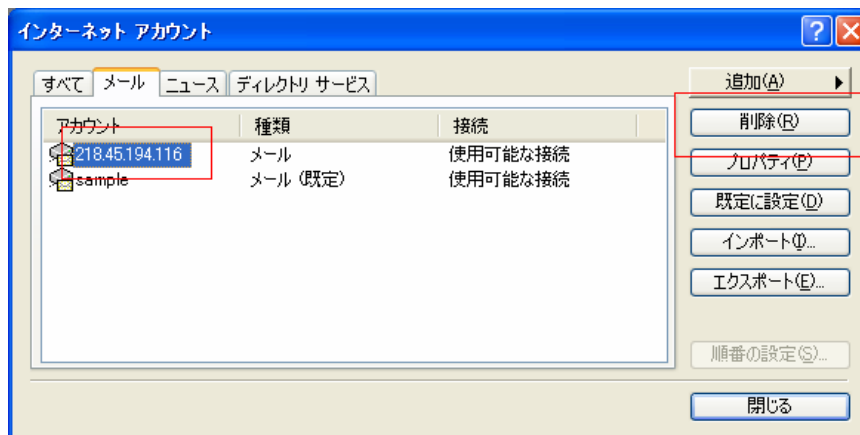 インターネット アカウント
すべて メール ニュース ディレクトリ サービス
アカウント 種類 接続
218.45.194.116 メール 使用可能な接続
sample メール (既定) 使用可能な接続
追加(A)
削除(R)
プロパティ(P)
既定に設定(D)
インポート(I)...
エクスポート(E)...
順番の設定(S)...
閉じる